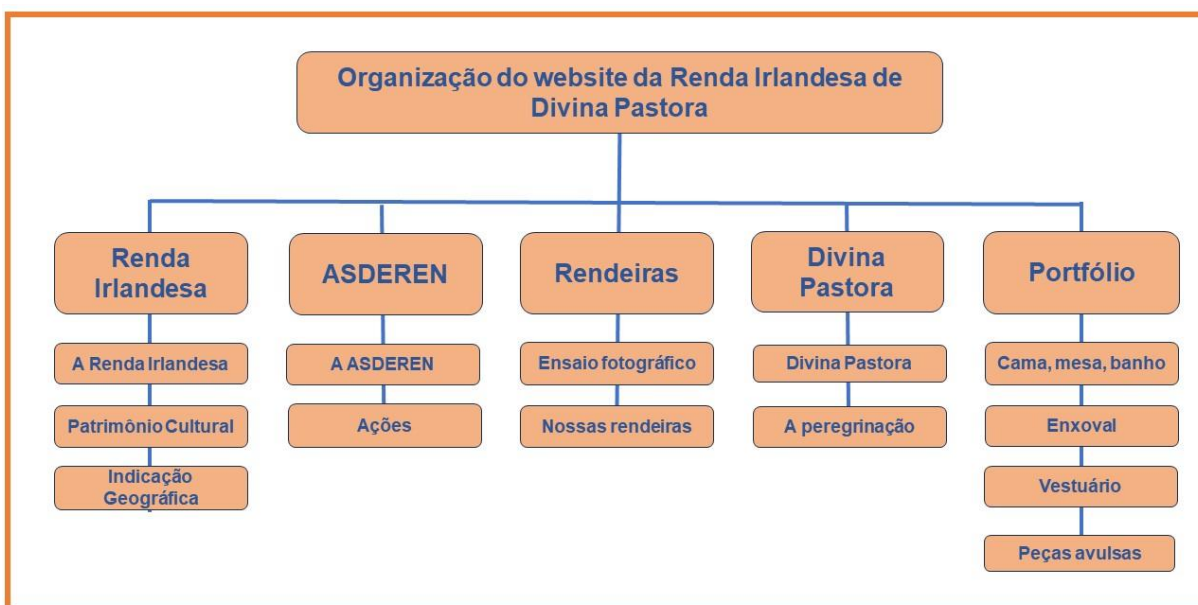 Organização do website da Renda Irlandesa de
Divina Pastora
Renda
Irlandesa
A Renda Irlandesa
Patrimônio Cultural
Indicação
Geográfica
ASDEREN
A ASDEREN
Ações
Rendeiras
Ensaio fotográfico
Nossas rendeiras
Divina
Pastora
Divina Pastora
A peregrinação
Portfólio
Cama, mesa, banho
Enxoval
Vestuário
Peças avulsas